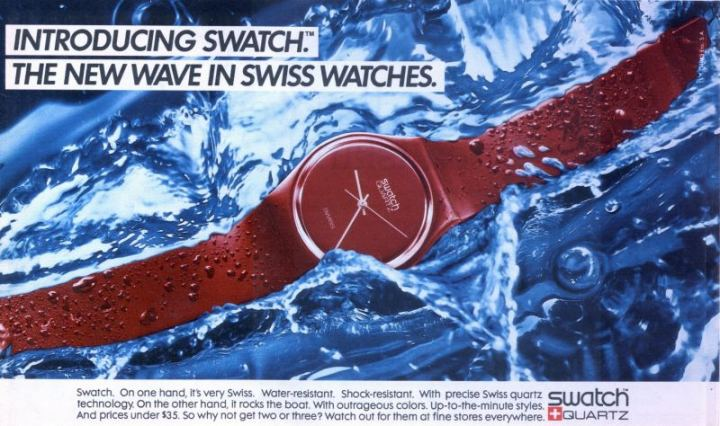 INTRODUCING SWATCH.™
THE NEW WAVE IN SWISS WATCHES.
swatch
QUARTZ
SWISS
Swatch. On one hand, it's very Swiss. Water-resistant. Shock-resistant. With precise Swiss quartz
technology. On the other hand, it rocks the boat. With outrageous colors. Up-to-the-minute styles.
And prices under $35. So why not get two or three? Watch out for them at fine stores everywhere.
swatch™
QUARTZ